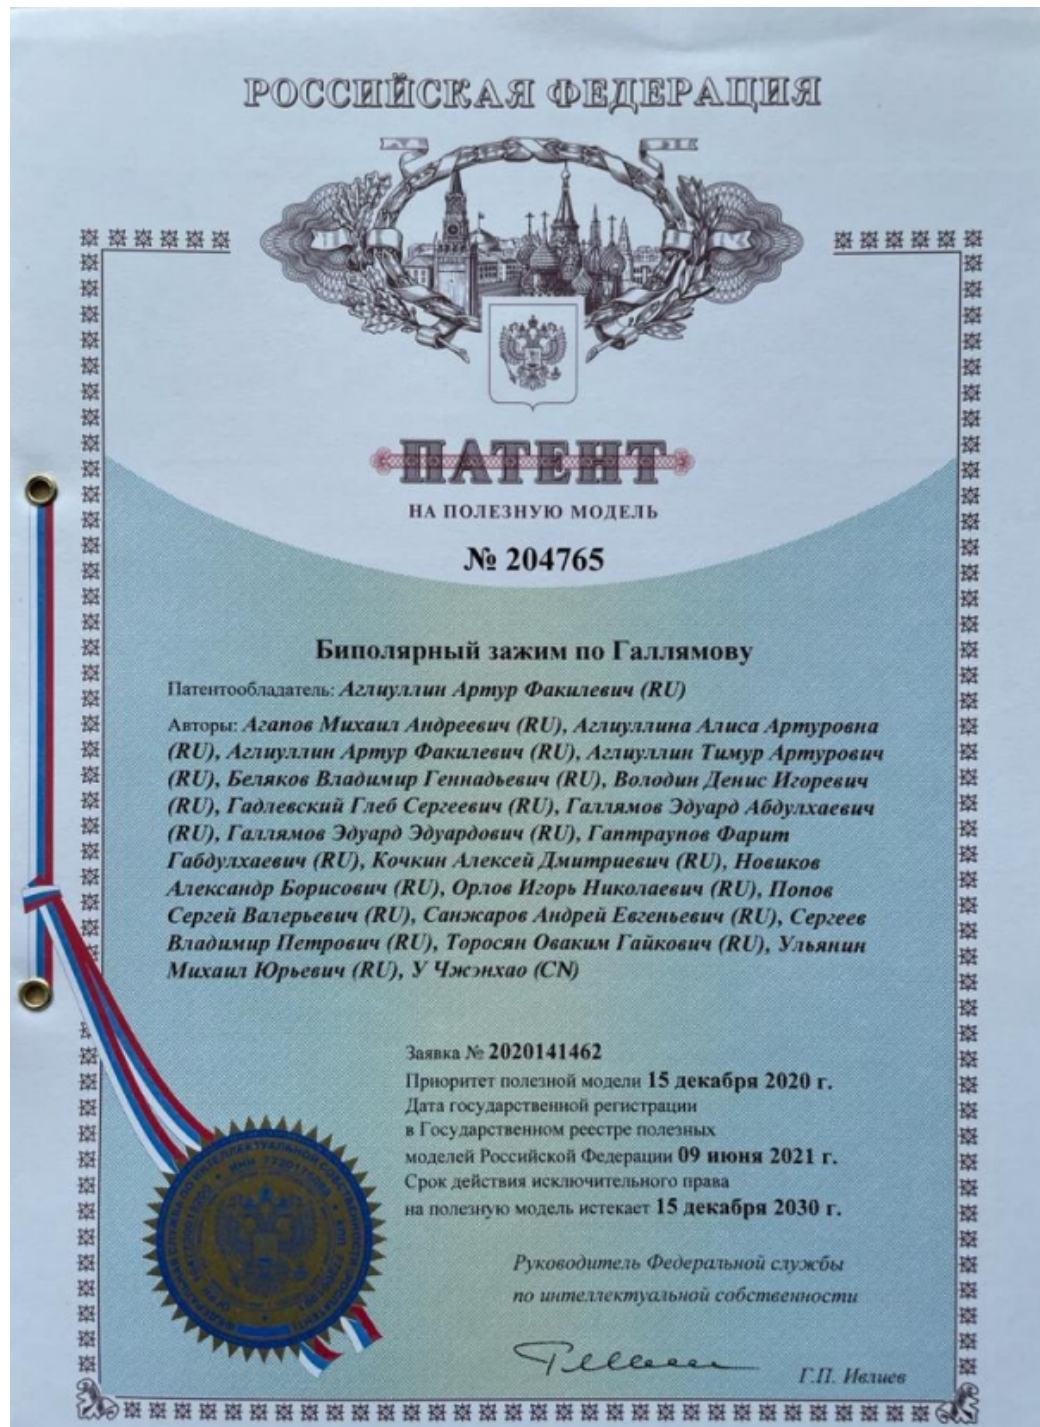 РОССИЙСКАЯ ФЕДЕРАЦИЯ
ПАТЕНТ
НА ПОЛЕЗНУЮ МОДЕЛЬ
№ 204765
Биполярный зажим по Галлямову
Патентообладатель: Аглиуллин Артур Факилевич (RU)
Авторы: Агапов Михаил Андреевич (RU), Аглиуллина Алиса Артуровна
(RU), Аглиуллин Артур Факилевич (RU), Аглиуллин Тимур Артурович
(RU), Беляков Владимир Геннадьевич (RU), Володин Денис Игоревич
(RU), Гадлевский Глеб Сергеевич (RU), Галлямов Эдуард Абдулхаевич
(RU), Галлямов Эдуард Эдуардович (RU), Гаптраупов Фарит
Габдулхаевич (RU), Кочкин Алексей Дмитриевич (RU), Новиков
Александр Борисович (RU), Орлов Игорь Николаевич (RU), Попов
Сергей Валерьевич (RU), Санжаров Андрей Евгеньевич (RU), Сергеев
Владимир Петрович (RU), Торосян Оваким Гайкович (RU), Ульянин
Михаил Юрьевич (RU), У Чжэнхао (CN)
Заявка № 2020141462
Приоритет полезной модели 15 декабря 2020 г.
Дата государственной регистрации
в Государственном реестре полезных
моделей Российской Федерации 09 июня 2021 г.
Срок действия исключительного права
на полезную модель истекает 15 декабря 2030 г.
Руководитель Федеральной службы
по интеллектуальной собственности
Г.П. Ивлиев
ФЕДЕРАЛЬНАЯ СЛУЖБА ПО ИНТЕЛЛЕКТУАЛЬНОЙ СОБСТВЕННОСТИ